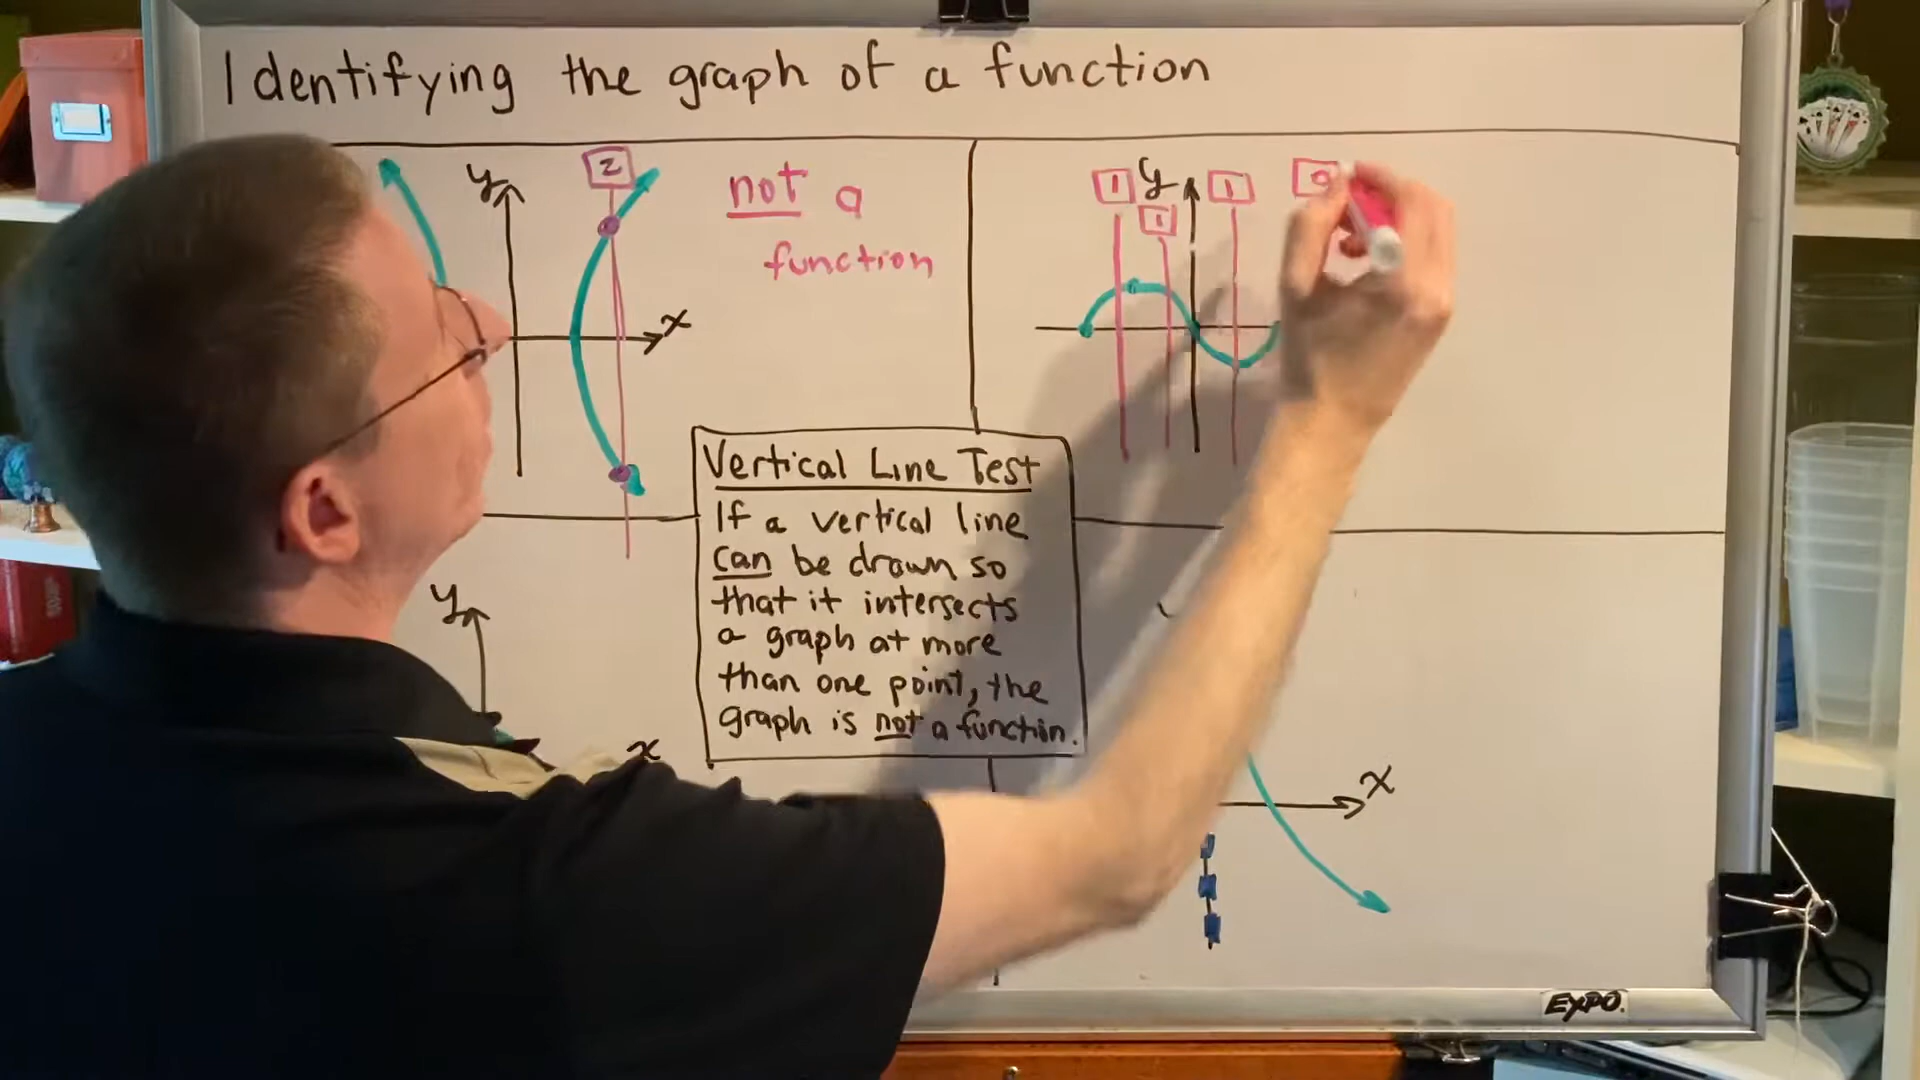 Identifying the graph of a function
y
2
not a
function
x
1
y
1
0
1
Vertical Line Test
If a vertical line
can be drawn so
that it intersects
a graph at more
than one point, the
graph is not a function.
y
x
x
EXPO.